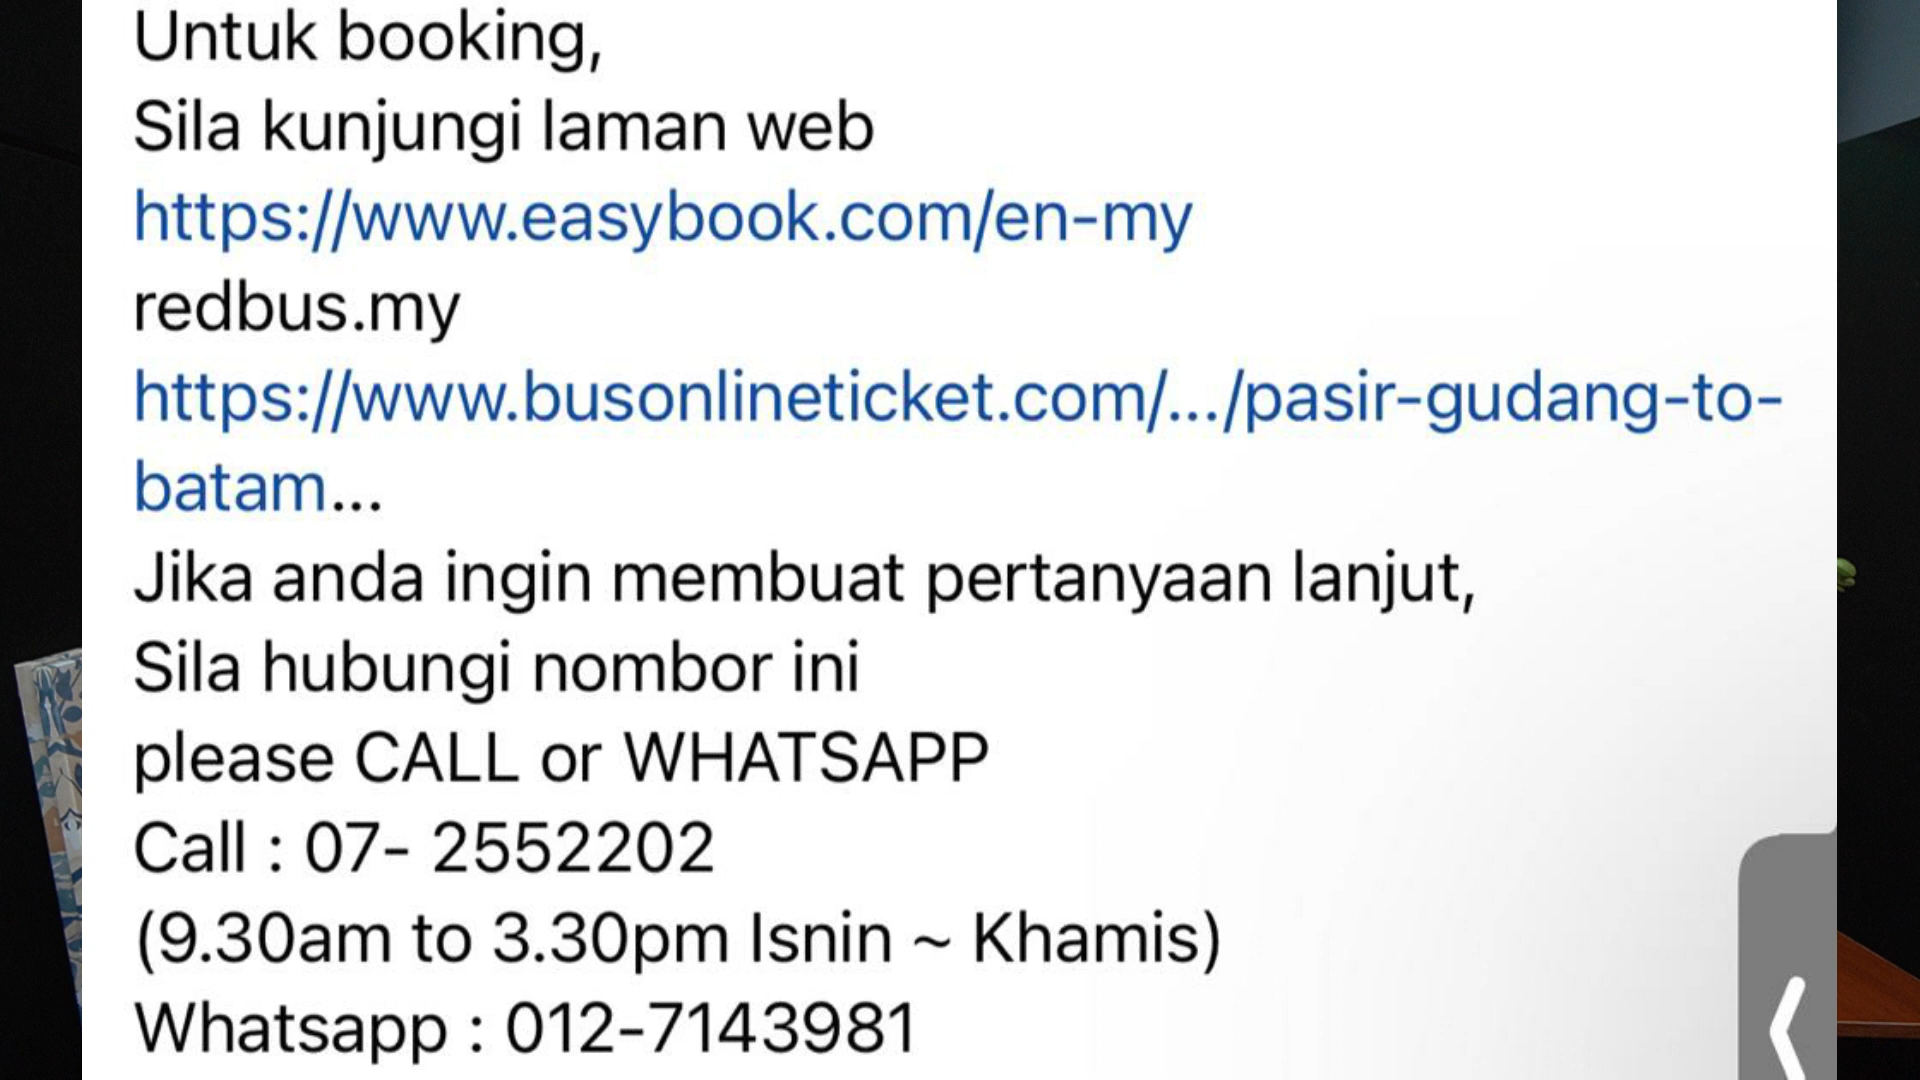 Untuk booking,
Sila kunjungi laman web
https://www.easybook.com/en-my
redbus.my
https://www.busonlineticket.com/.../pasir-gudang-to-
batam...
Jika anda ingin membuat pertanyaan lanjut,
Sila hubungi nombor ini
please CALL or WHATSAPP
Call : 07- 2552202
(9.30am to 3.30pm Isnin ~ Khamis)
Whatsapp : 012-7143981